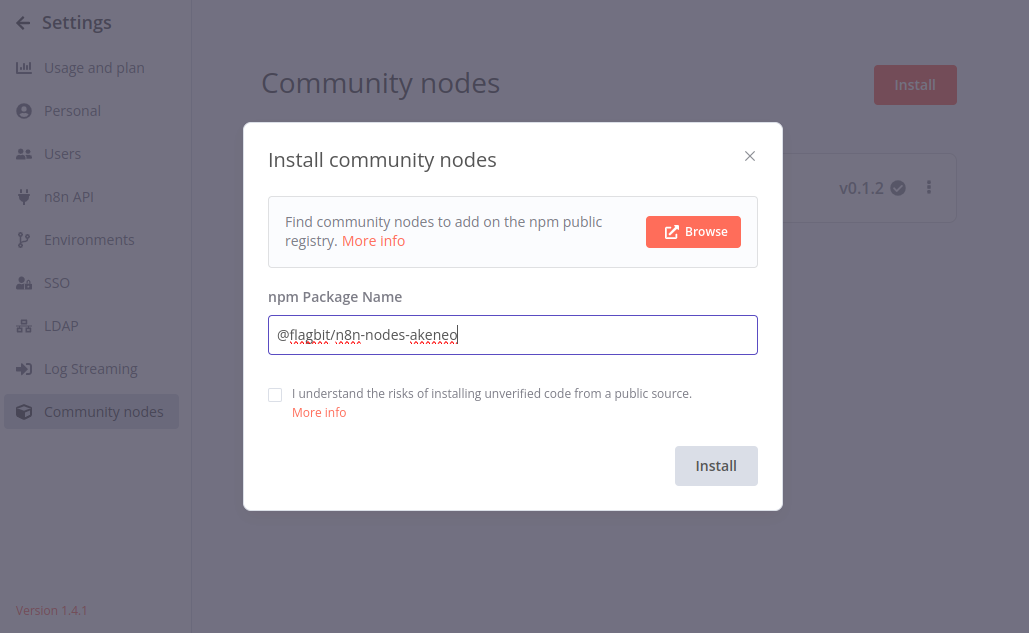 Settings
Usage and plan
Personal
Users
n8n API
Environments
SSO
LDAP
Log Streaming
Community nodes
Version 1.4.1
Community nodes
Install
v0.1.2
Install community nodes
Find community nodes to add on the npm public
registry. More info
Browse
npm Package Name
@flagbit/n8n-nodes-akeneo
I understand the risks of installing unverified code from a public source.
More info
Install